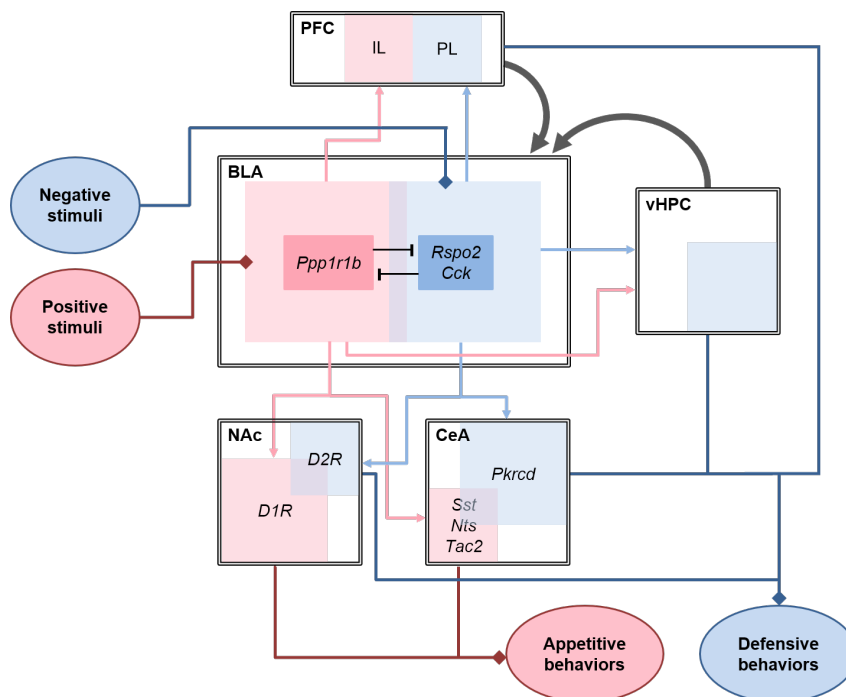 PFC
IL
PL
Negative
stimuli
BLA
vHPC
Ppp1r1b
Rspo2
Cck
Positive
stimuli
NAc
D2R
D1R
CeA
Pkrcd
Sst
Nts
Tac2
Appetitive
behaviors
Defensive
behaviors